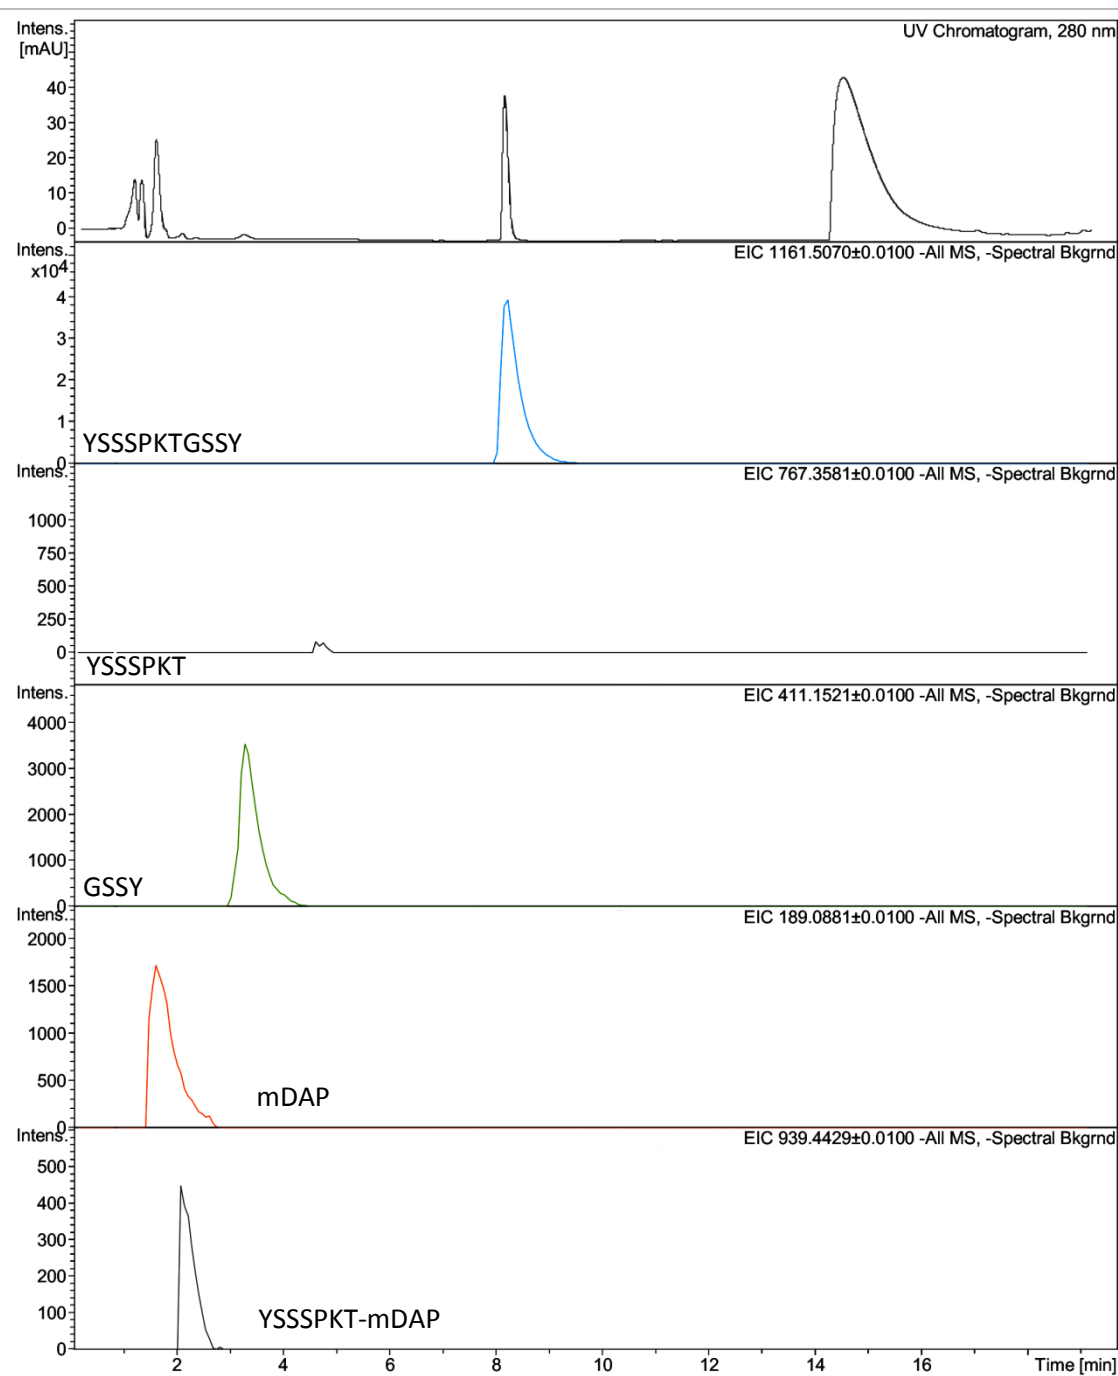 Intens.
[mAU]
UV Chromatogram, 280 nm
40
30
20
10
0
Intens.
x10⁴
EIC 1161.5070±0.0100 -All MS, -Spectral Bkgrnd
4
3
2
1
0
YSSSPKTGSSY
Intens.
EIC 767.3581±0.0100 -All MS, -Spectral Bkgrnd
1000
750
500
250
0
YSSSPKT
Intens.
EIC 411.1521±0.0100 -All MS, -Spectral Bkgrnd
4000
3000
2000
1000
0
GSSY
Intens.
EIC 189.0881±0.0100 -All MS, -Spectral Bkgrnd
2000
1500
1000
500
0
mDAP
Intens.
EIC 939.4429±0.0100 -All MS, -Spectral Bkgrnd
500
400
300
200
100
0
YSSSPKT-mDAP
2 4 6 8 10 12 14 16 Time [min]